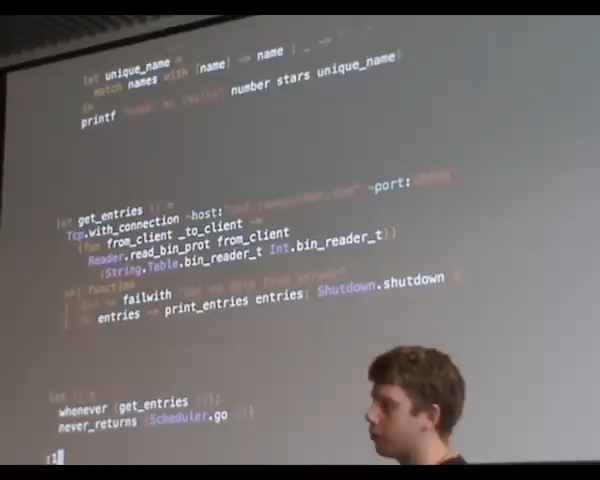 let unique_name =
match names with [name] -> name | _ ->
in
printf number stars unique_name)
let get_entries () =
Tcp.with_connection ~host: ~port:
(fun from_client _to_client ->
Reader.read_bin_prot from_client
(String.Table.bin_reader_t Int.bin_reader_t))
>>| function
| -> failwith
| entries -> print_entries entries; Shutdown.shutdown
let () =
whenever (get_entries ());
never_returns (Scheduler.go ())
:1